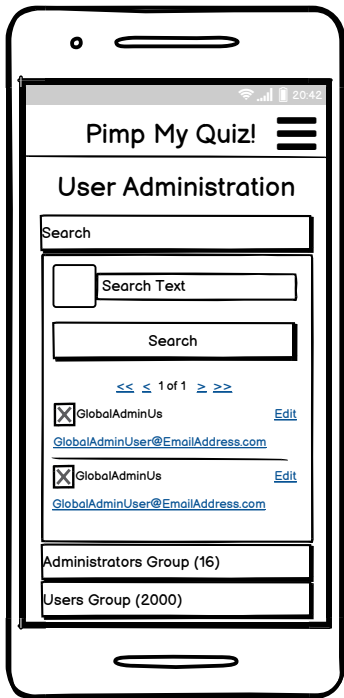 20:42
Pimp My Quiz!
User Administration
Search
Search Text
Search
<< < 1 of 1 > >>
GlobalAdminUs Edit
GlobalAdminUser@EmailAddress.com
GlobalAdminUs Edit
GlobalAdminUser@EmailAddress.com
Administrators Group (16)
Users Group (2000)